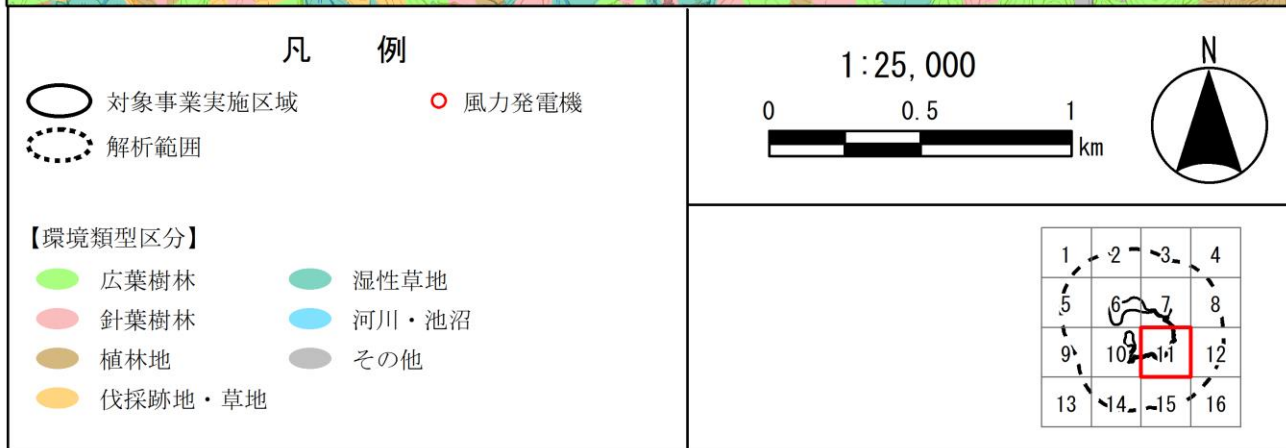 凡 例
対象事業実施区域
風力発電機
解析範囲
【環境類型区分】
広葉樹林
湿性草地
針葉樹林
河川・池沼
植林地
その他
伐採跡地・草地
1:25,000
0 0.5 1
km
N
1 2 3 4
5 6 7 8
9 10 11 12
13 14 15 16